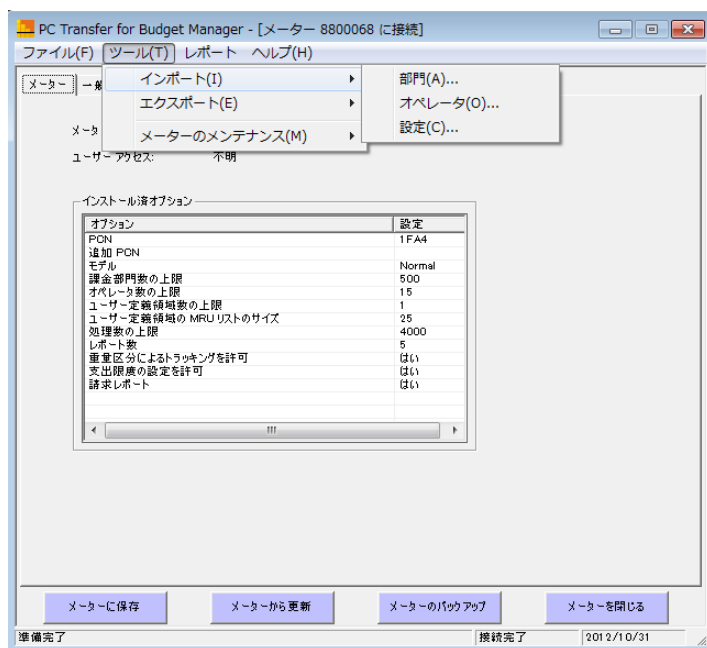 PC Transfer for Budget Manager - [メーター 8800068 に接続]
ファイル(F) ツール(T) レポート ヘルプ(H)
メーター
インポート(I)
エクスポート(E)
メーターのメンテナンス(M)
部門(A)...
オペレータ(O)...
設定(C)...
ユーザー アクセス: 不明
インストール済オプション
オプション 設定
PCN 1FA4
追加 PCN
モデル Normal
課金部門数の上限 500
オペレータ数の上限 15
ユーザー定義領域数の上限 1
ユーザー定義領域の MRU リストのサイズ 25
処理数の上限 4000
レポート数 5
重量区分によるトラッキングを許可 はい
支出限度の設定を許可 はい
請求レポート はい
メーターに保存 メーターから更新 メーターのバックアップ メーターを閉じる
準備完了 接続完了 2012/10/31